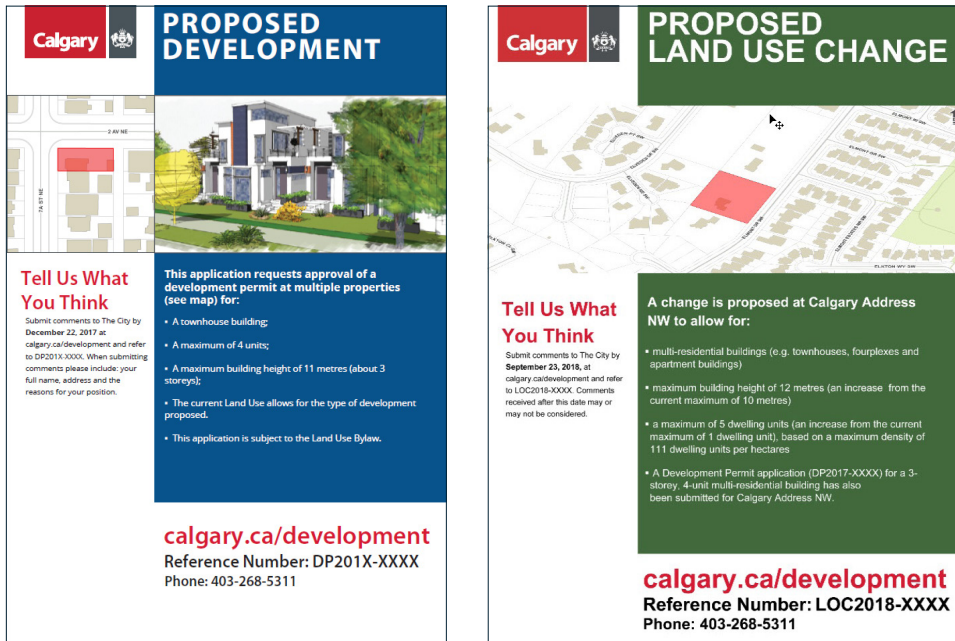 Calgary
PROPOSED
DEVELOPMENT
2 AV NE
7A ST NE
Tell Us What
You Think
Submit comments to The City by
December 22, 2017 at
calgary.ca/development and refer
to DP201X-XXXX. When submitting
comments please include: your
full name, address and the
reasons for your position.
This application requests approval of a
development permit at multiple properties
(see map) for:
• A townhouse building;
• A maximum of 4 units;
• A maximum building height of 11 metres (about 3
storeys);
• The current Land Use allows for the type of development
proposed.
• This application is subject to the Land Use Bylaw.
calgary.ca/development
Reference Number: DP201X-XXXX
Phone: 403-268-5311
Calgary
PROPOSED
LAND USE CHANGE
ELMONT DR SW
ELKTON WY SW
Tell Us What
You Think
Submit comments to The City by
September 23, 2018, at
calgary.ca/development and refer
to LOC2018-XXXX. Comments
received after this date may or
may not be considered.
A change is proposed at Calgary Address
NW to allow for:
▪ multi-residential buildings (e.g. townhouses, fourplexes and
apartment buildings)
▪ maximum building height of 12 metres (an increase from the
current maximum of 10 metres)
▪ a maximum of 5 dwelling units (an increase from the current
maximum of 1 dwelling unit), based on a maximum density of
111 dwelling units per hectares
▪ A Development Permit application (DP2017-XXXX) for a 3-
storey, 4-unit multi-residential building has also
been submitted for Calgary Address NW.
calgary.ca/development
Reference Number: LOC2018-XXXX
Phone: 403-268-5311